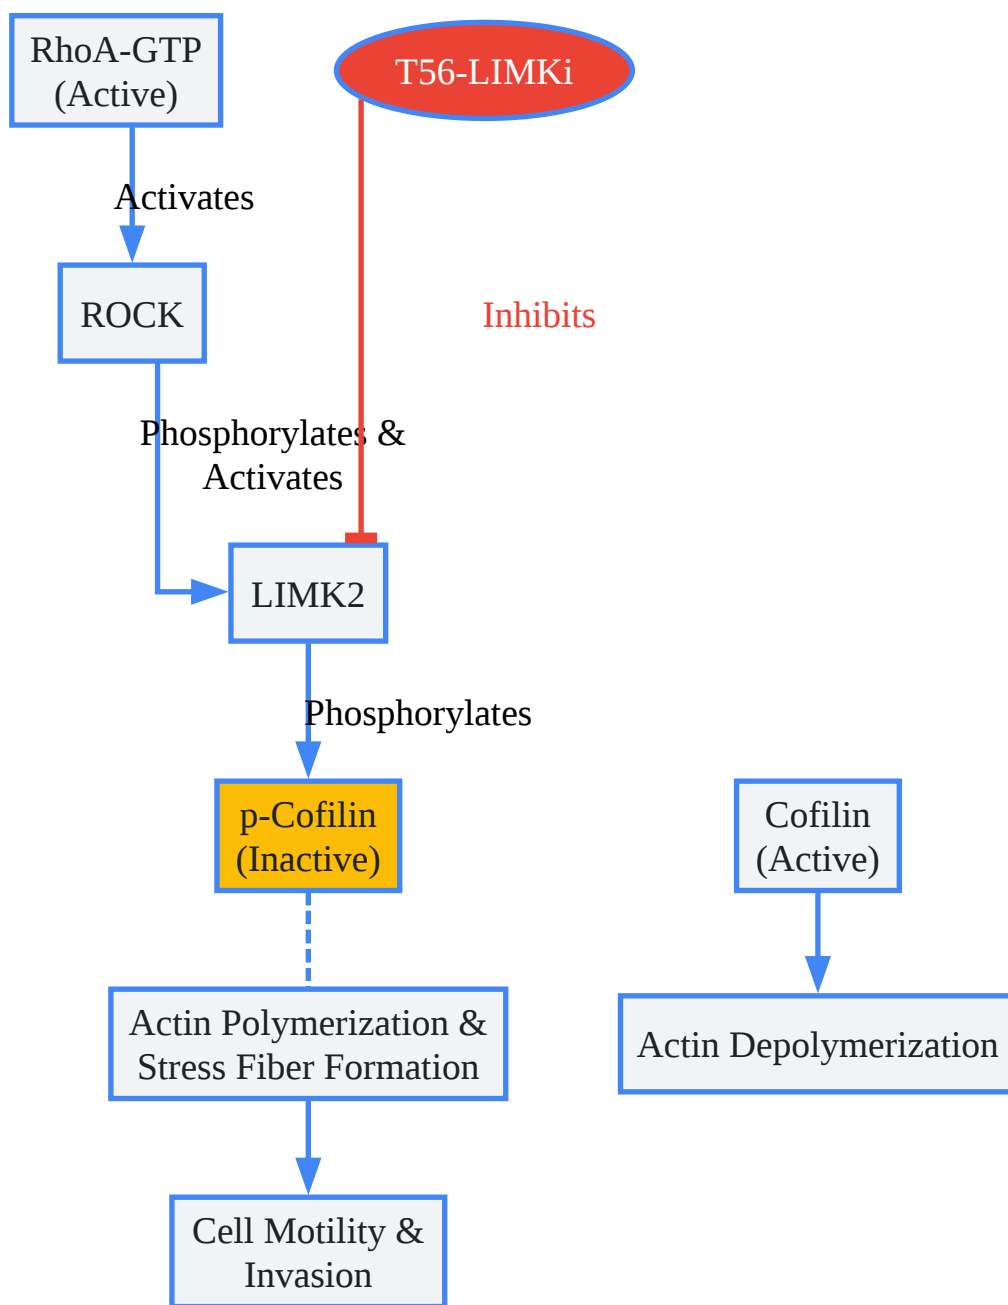 RhoA-GTP
(Active)
T56-LIMKi
Activates
ROCK
Inhibits
Phosphorylates &
Activates
LIMK2
Phosphorylates
p-Cofilin
(Inactive)
Cofilin
(Active)
Actin Polymerization &
Stress Fiber Formation
Actin Depolymerization
Cell Motility &
Invasion